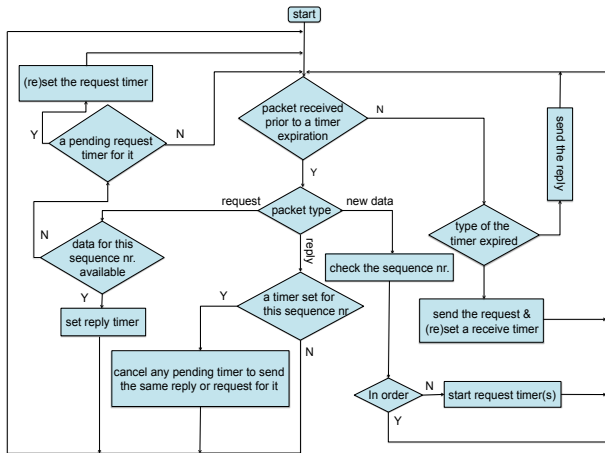 start
(re)set the request timer
Y
a pending request
timer for it
N
packet received
prior to a timer
expiration
N
send the reply
Y
request
packet type
new data
N
data for this
sequence nr.
available
reply
type of the
timer expired
check the sequence nr.
Y
set reply timer
Y
a timer set for
this sequence nr
N
send the request &
(re)set a receive timer
cancel any pending timer to send
the same reply or request for it
In order
N
start request timer(s)
Y